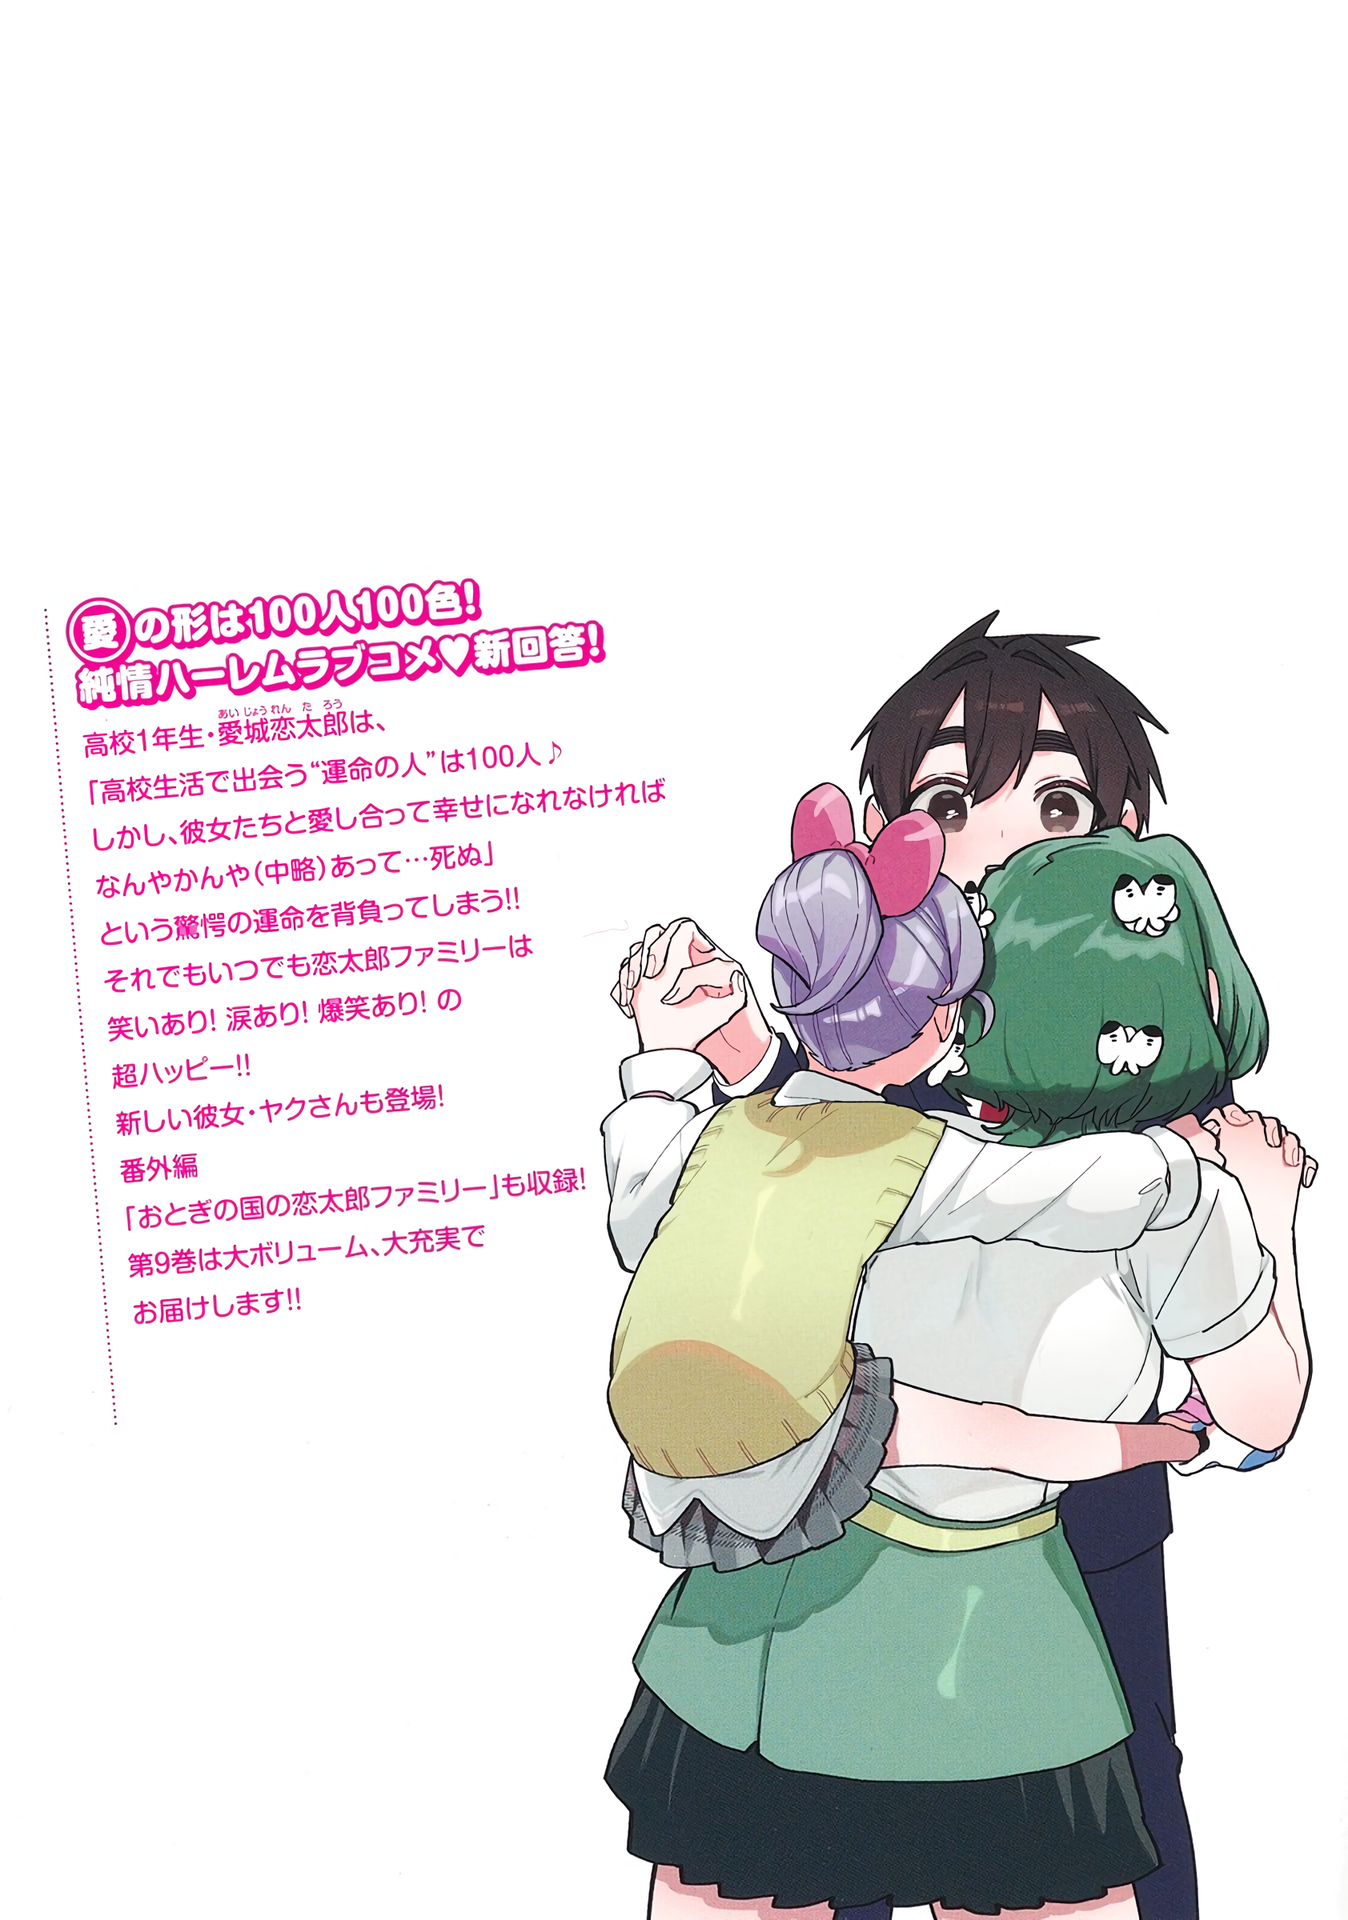 愛の形は100人100色!
純情ハーレムラブコメ♥新回答!
あいじょうれんたろう
高校1年生・愛城恋太郎は、
「高校生活で出会う“運命の人”は100人♪
しかし、彼女たちと愛し合って幸せになれなければ
なんやかんや(中略)あって…死ぬ」
という驚愕の運命を背負ってしまう!!
それでもいつでも恋太郎ファミリーは
笑いあり! 涙あり! 爆笑あり! の
超ハッピー!!
新しい彼女・ヤクさんも登場!
番外編
「おとぎの国の恋太郎ファミリー」も収録!
第9巻は大ボリューム、大充実で
お届けします!!